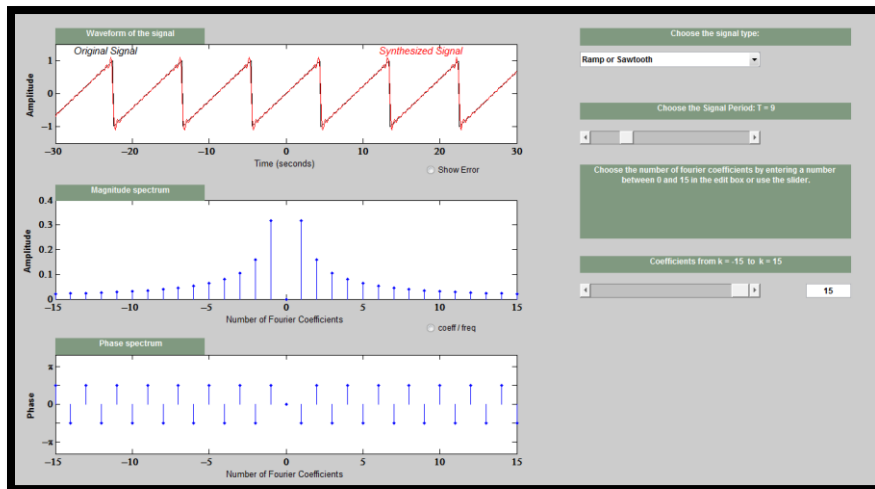 Waveform of the signal
Original Signal
Synthesized Signal
Amplitude
1
0
−1
−30 −20 −10 0 10 20 30
Time (seconds)
Show Error
Magnitude spectrum
Amplitude
0.4
0.3
0.2
0.1
0
−15 −10 −5 0 5 10 15
Number of Fourier Coefficients
coeff / freq
Phase spectrum
Phase
π
0
−π
−15 −10 −5 0 5 10 15
Number of Fourier Coefficients
Choose the signal type:
Ramp or Sawtooth
Choose the Signal Period: T = 9
Choose the number of fourier coefficients by entering a number
between 0 and 15 in the edit box or use the slider.
Coefficients from k = -15 to k = 15
15